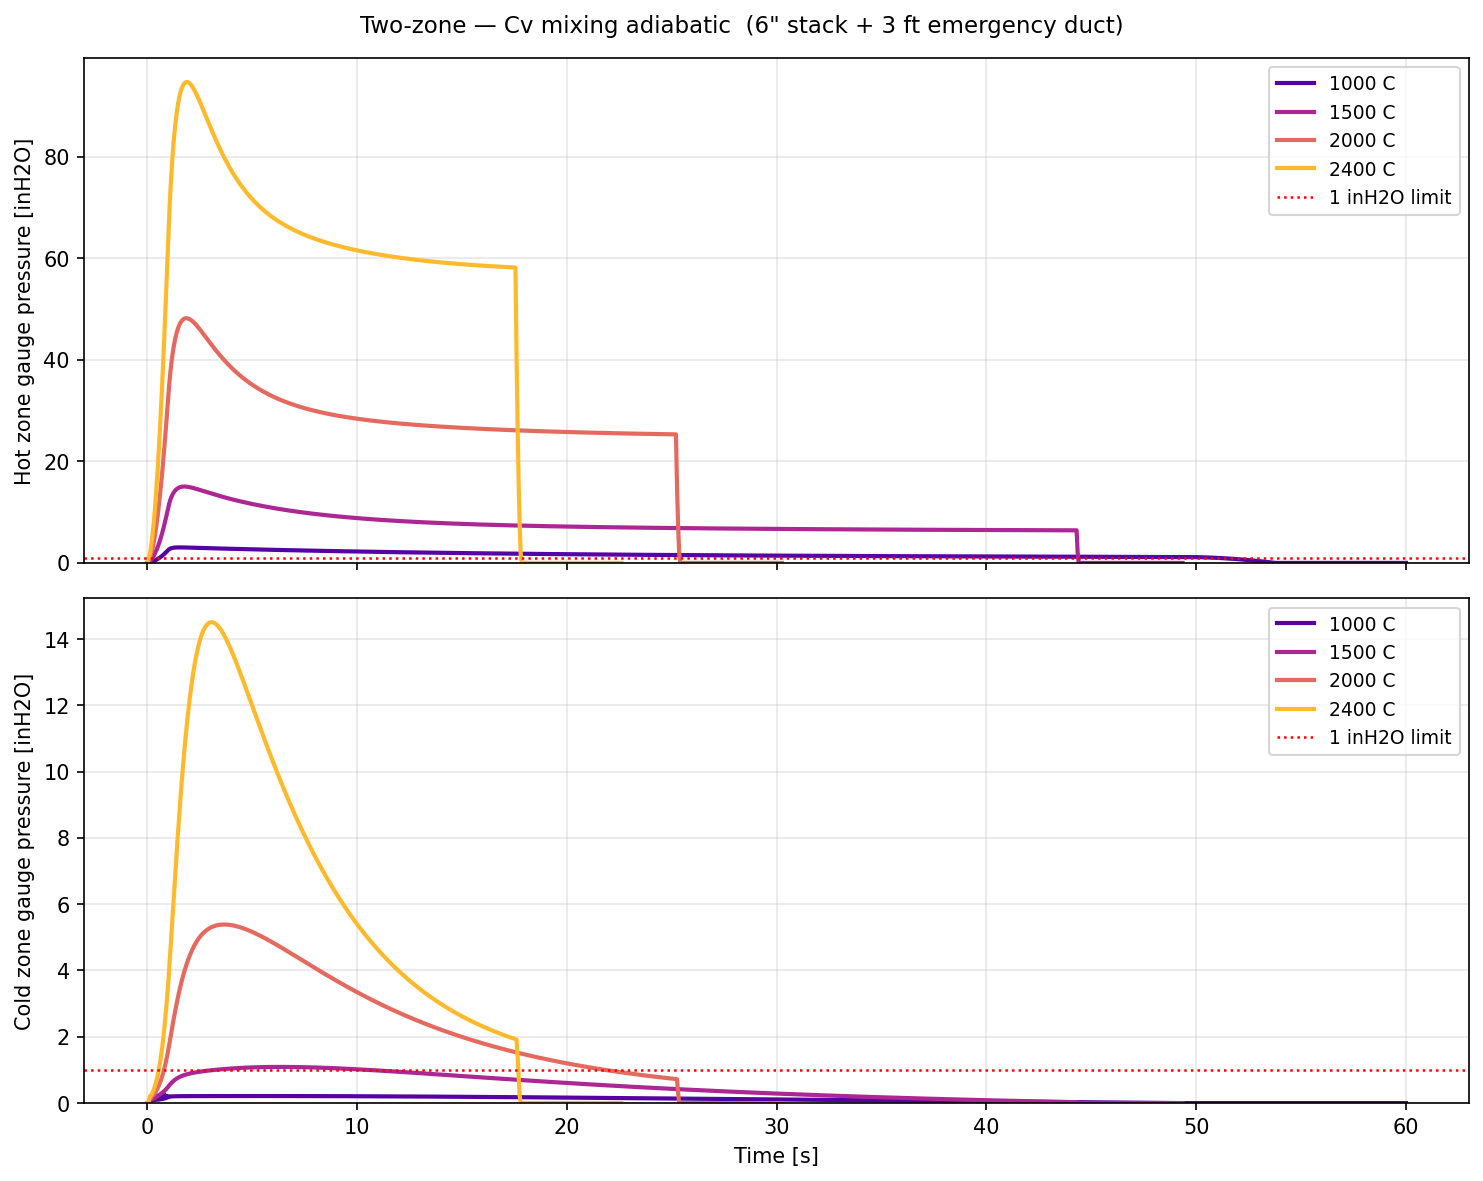 Two-zone — Cv mixing adiabatic  (6" stack + 3 ft emergency duct)
Hot zone gauge pressure [inH2O]
80
60
40
20
0
1000 C
1500 C
2000 C
2400 C
1 inH2O limit
Cold zone gauge pressure [inH2O]
14
12
10
8
6
4
2
0
1000 C
1500 C
2000 C
2400 C
1 inH2O limit
0 10 20 30 40 50 60
Time [s]